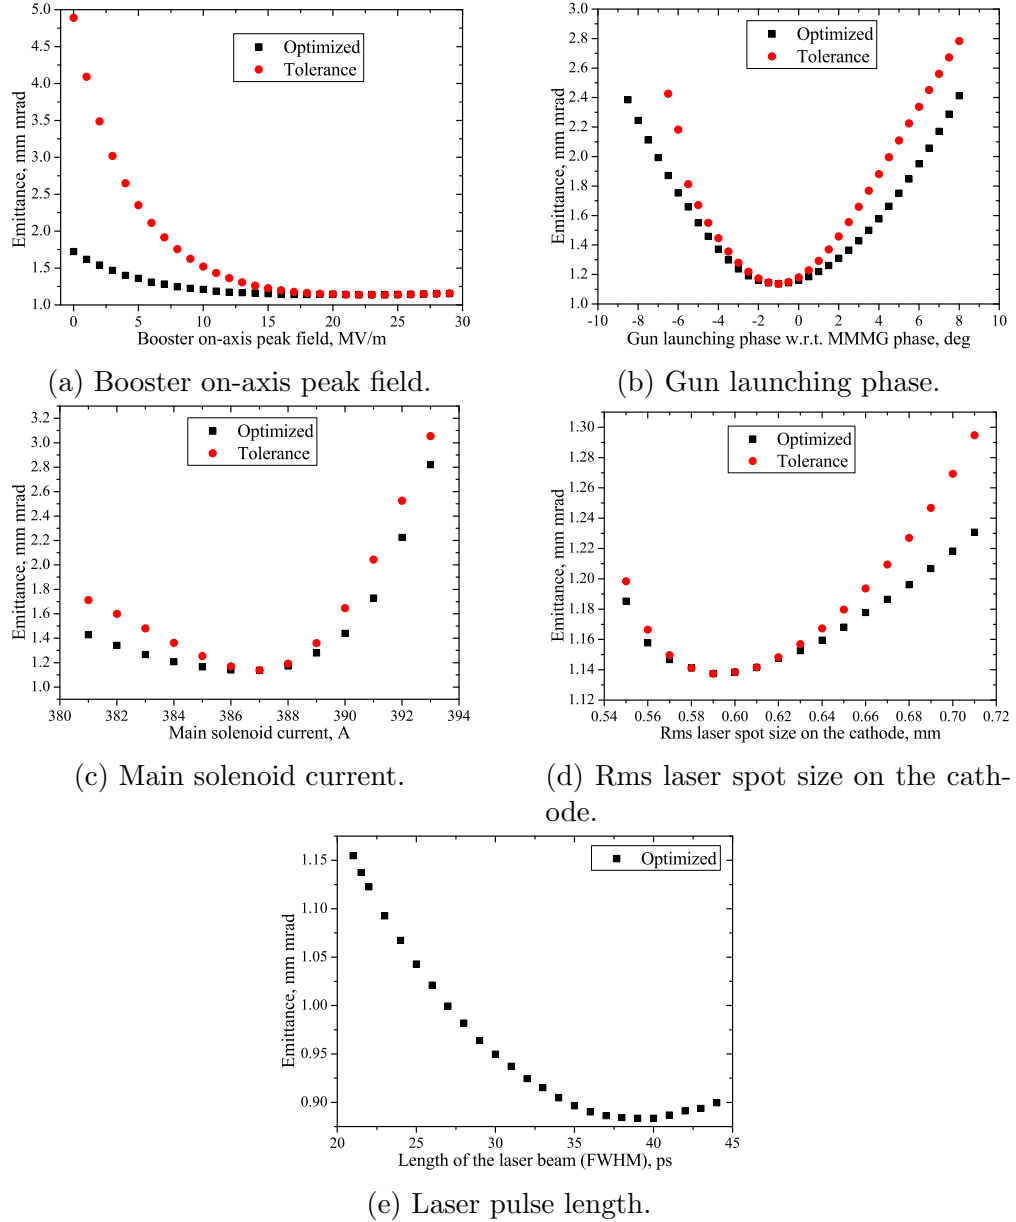 5.0
4.5
4.0
3.5
3.0
2.5
2.0
1.5
1.0
Emittance, mm mrad
Optimized
Tolerance
0 5 10 15 20 25 30
Booster on-axis peak field, MV/m
(a) Booster on-axis peak field.
3.0
2.8
2.6
2.4
2.2
2.0
1.8
1.6
1.4
1.2
1.0
Emittance, mm mrad
Optimized
Tolerance
-10 -8 -6 -4 -2 0 2 4 6 8 10
Gun launching phase w.r.t. MMMG phase, deg
(b) Gun launching phase.
3.2
3.0
2.8
2.6
2.4
2.2
2.0
1.8
1.6
1.4
1.2
1.0
Emittance, mm mrad
Optimized
Tolerance
380 382 384 386 388 390 392 394
Main solenoid current, A
(c) Main solenoid current.
1.30
1.28
1.26
1.24
1.22
1.20
1.18
1.16
1.14
1.12
Emittance, mm mrad
Optimized
Tolerance
0.54 0.56 0.58 0.60 0.62 0.64 0.66 0.68 0.70 0.72
Rms laser spot size on the cathode, mm
(d) Rms laser spot size on the cath-
ode.
1.15
1.10
1.05
1.00
0.95
0.90
Emittance, mm mrad
Optimized
20 25 30 35 40 45
Length of the laser beam (FWHM), ps
(e) Laser pulse length.